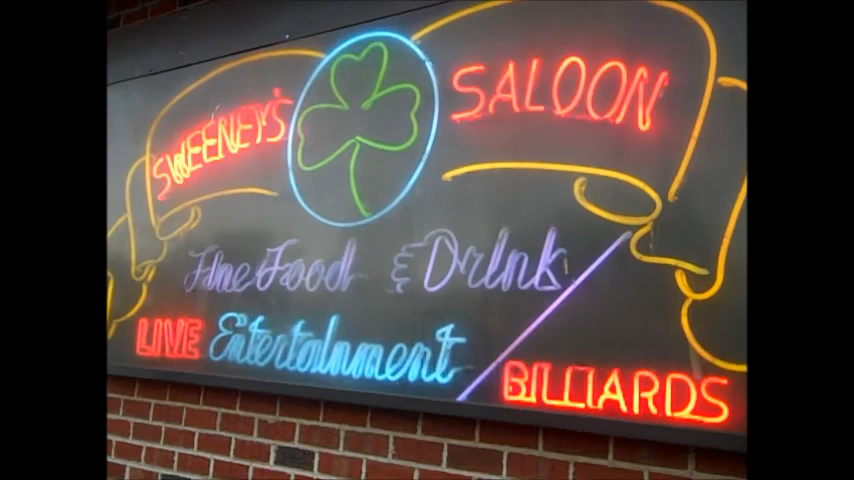 SWEENEY'S SALOON
Fine Food & Drink
LIVE Entertainment
BILLIARDS